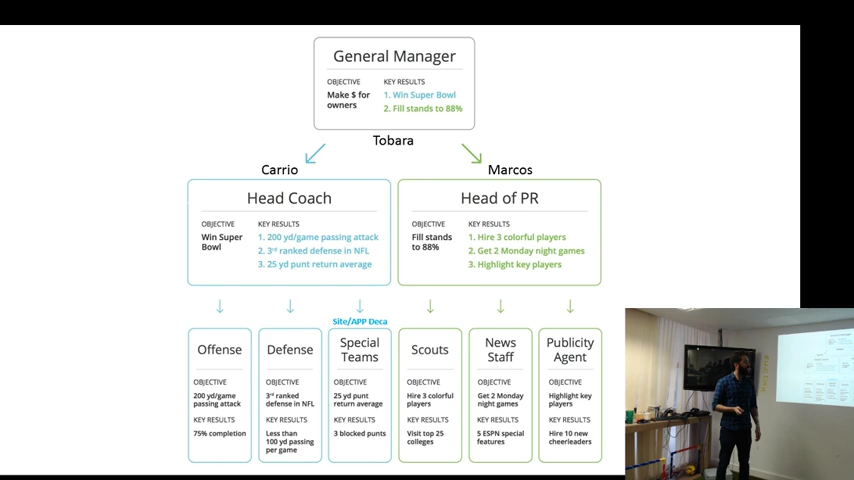 General Manager
OBJECTIVE
Make $ for
owners
KEY RESULTS
1. Win Super Bowl
2. Fill stands to 88%
Tobara
Carrio
Marcos
Head Coach
OBJECTIVE
Win Super
Bowl
KEY RESULTS
1. 200 yd/game passing attack
2. 3rd ranked defense in NFL
3. 25 yd punt return average
Head of PR
OBJECTIVE
Fill stands
to 88%
KEY RESULTS
1. Hire 3 colorful players
2. Get 2 Monday night games
3. Highlight key players
Site/APP Deca
Offense
OBJECTIVE
200 yd/game
passing attack
KEY RESULTS
75% completion
Defense
OBJECTIVE
3rd ranked
defense in NFL
KEY RESULTS
Less than
100 yd passing
per game
Special
Teams
OBJECTIVE
25 yd punt
return average
KEY RESULTS
3 blocked punts
Scouts
OBJECTIVE
Hire 3 colorful
players
KEY RESULTS
Visit top 25
colleges
News
Staff
OBJECTIVE
Get 2 Monday
night games
KEY RESULTS
5 ESPN special
features
Publicity
Agent
OBJECTIVE
Highlight key
players
KEY RESULTS
Hire 10 new
cheerleaders